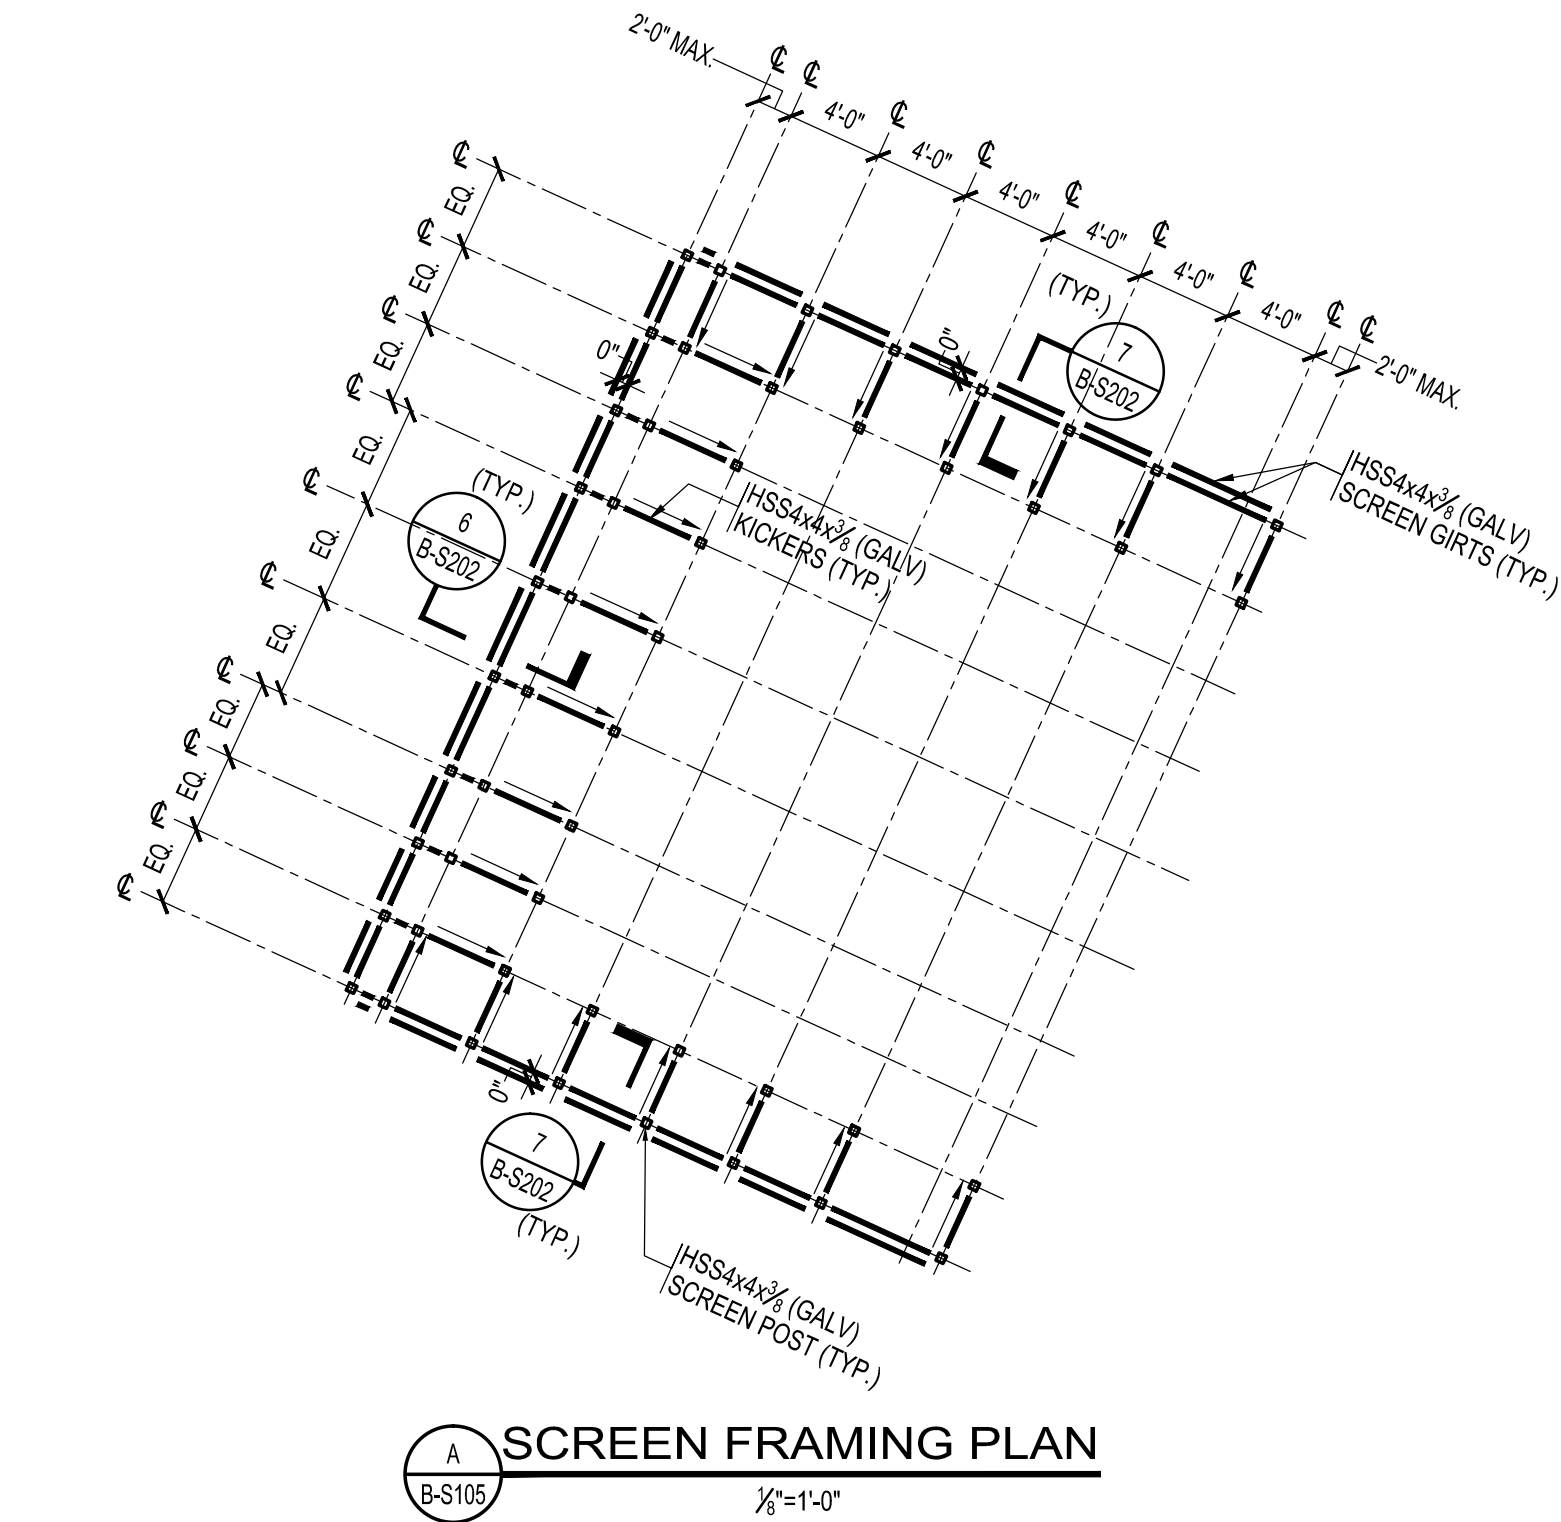 2'-0" MAX.
℄
℄
4'-0"
℄
4'-0"
℄
4'-0"
℄
4'-0"
℄
4'-0"
℄
4'-0"
℄
℄
2'-0" MAX.
℄
EQ.
℄
EQ.
℄
EQ.
℄
EQ.
℄
EQ.
℄
EQ.
℄
EQ.
℄
EQ.
℄
EQ.
℄
0"
0"
(TYP.)
7
B-S202
(TYP.)
6
B-S202
HSS4x4x3/8 (GALV)
KICKERS (TYP.)
HSS4x4x3/8 (GALV)
SCREEN GIRTS (TYP.)
0"
7
B-S202
(TYP.)
HSS4x4x3/8 (GALV)
SCREEN POST (TYP.)
A
B-S105
SCREEN FRAMING PLAN
1/8"=1'-0"